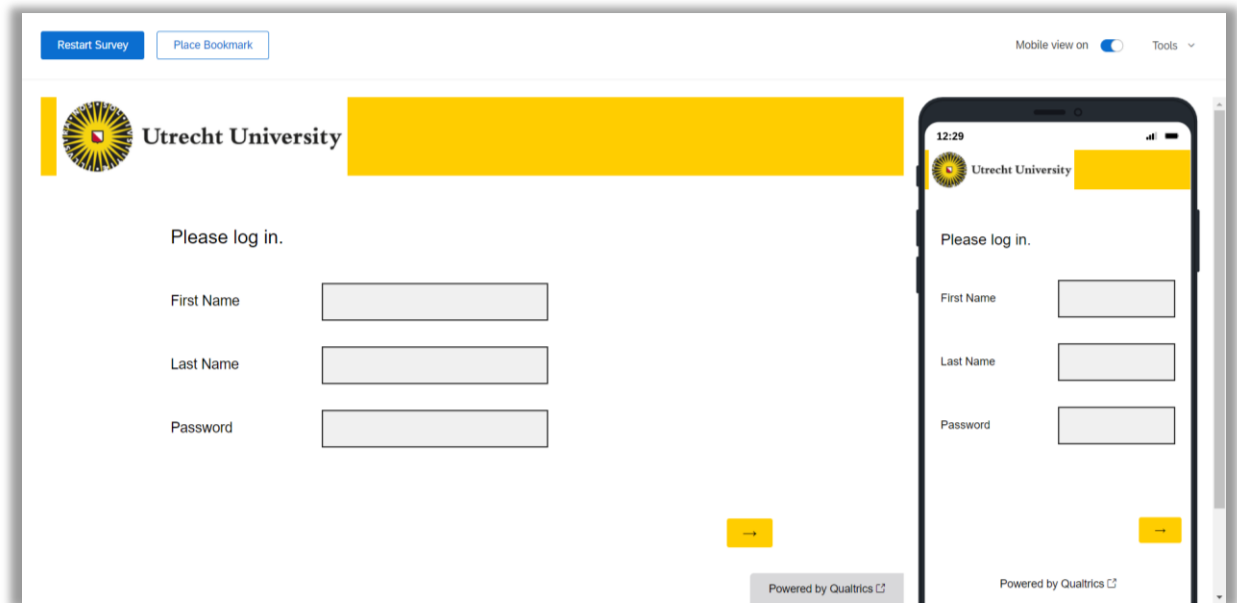 Restart Survey
Place Bookmark
Mobile view on
Tools
Utrecht University
Please log in.
First Name
Last Name
Password
→
Powered by Qualtrics
12:29
Utrecht University
Please log in.
First Name
Last Name
Password
→
Powered by Qualtrics